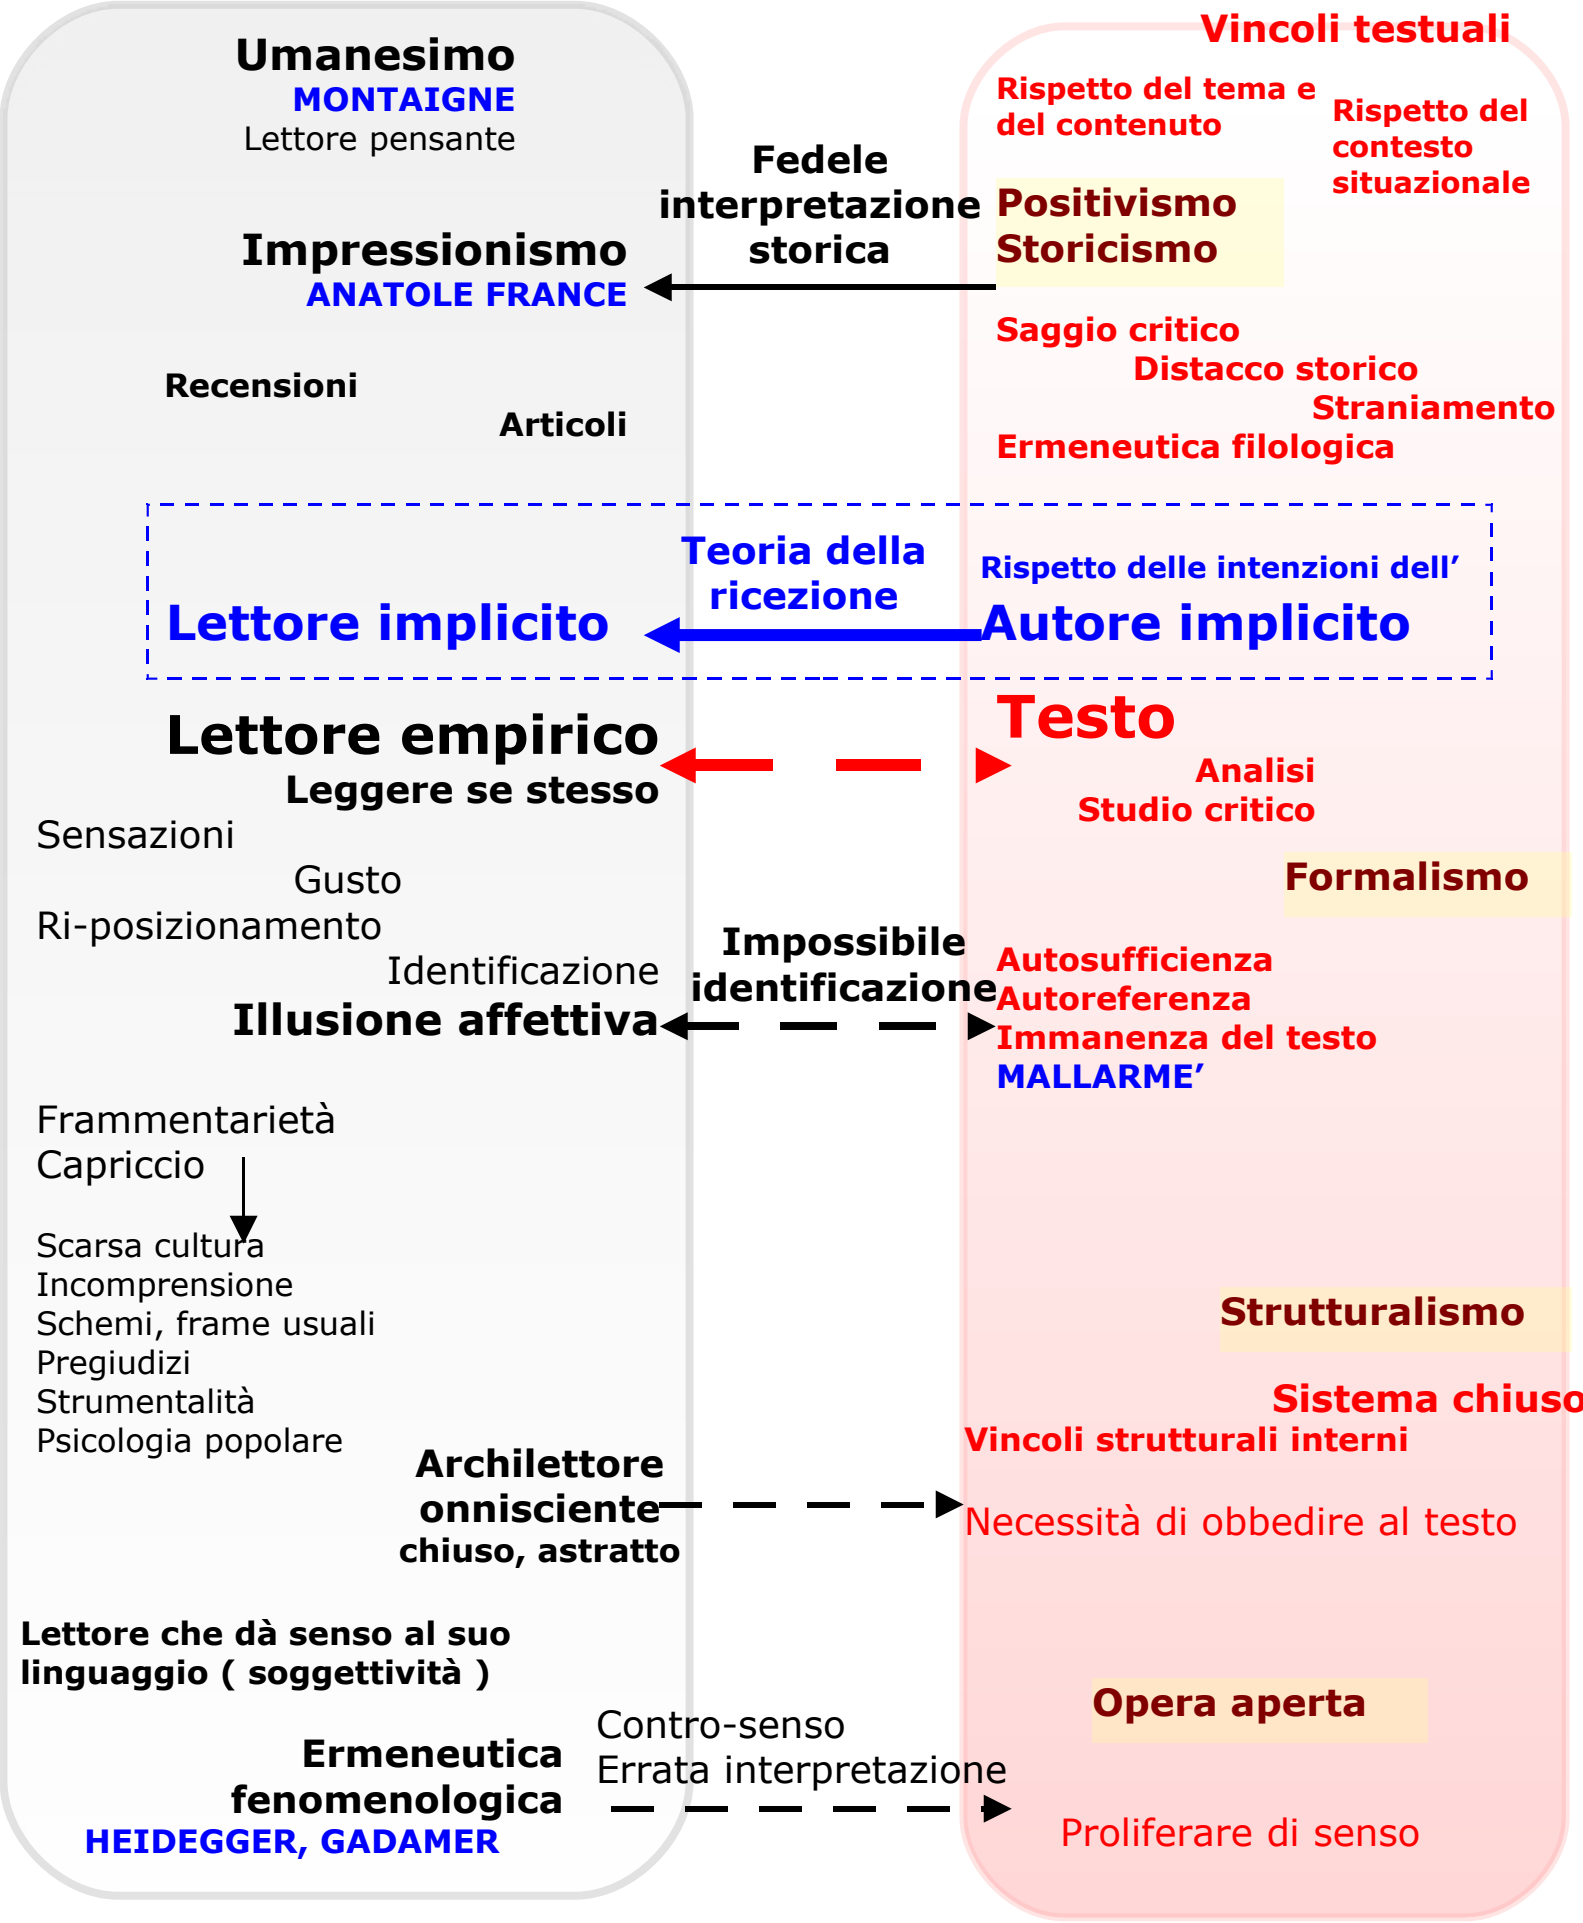 Umanesimo
MONTAIGNE
Lettore pensante
Impressionismo
ANATOLE FRANCE
Recensioni
Articoli
Fedele
interpretazione
storica
Vincoli testuali
Rispetto del tema e
del contenuto
Rispetto del
contesto
situazionale
Positivismo
Storicismo
Saggio critico
Distacco storico
Straniamento
Ermeneutica filologica
Lettore implicito
Teoria della
ricezione
Rispetto delle intenzioni dell’
Autore implicito
Lettore empirico
Leggere se stesso
Sensazioni
Gusto
Ri-posizionamento
Identificazione
Illusione affettiva
Testo
Analisi
Studio critico
Formalismo
Impossibile
identificazione
Autosufficienza
Autoreferenza
Immanenza del testo
MALLARME’
Frammentarietà
Capriccio
Scarsa cultura
Incomprensione
Schemi, frame usuali
Pregiudizi
Strumentalità
Psicologia popolare
Strutturalismo
Sistema chiuso
Vincoli strutturali interni
Archilettore
onnisciente
chiuso, astratto
Necessità di obbedire al testo
Lettore che dà senso al suo
linguaggio ( soggettività )
Opera aperta
Contro-senso
Errata interpretazione
Ermeneutica
fenomenologica
HEIDEGGER, GADAMER
Proliferare di senso